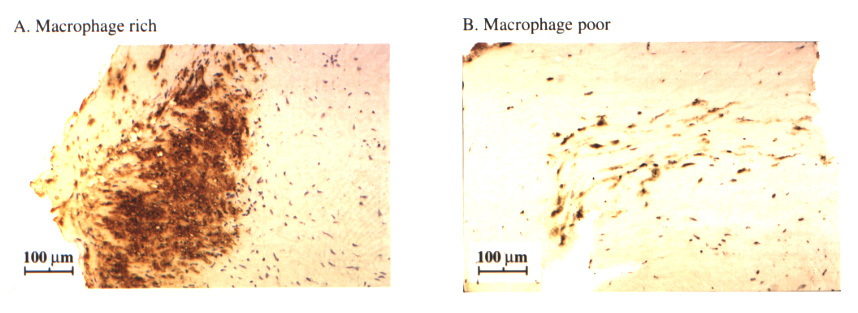 A. Macrophage rich
B. Macrophage poor
100 µm
100 µm